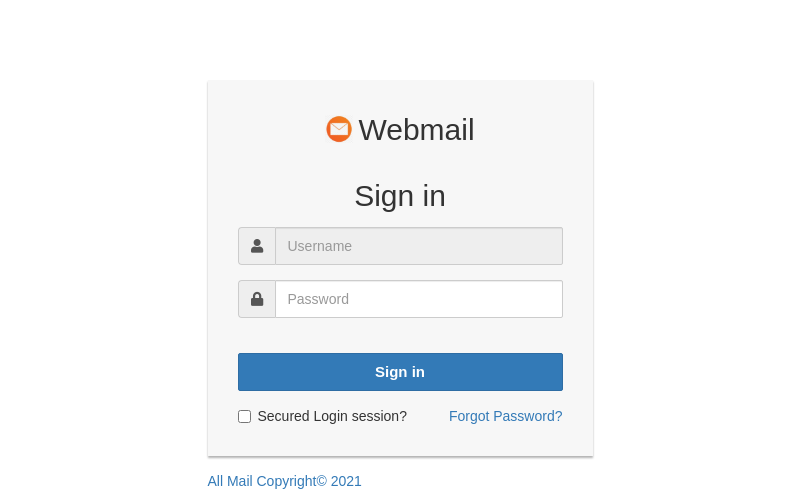 Webmail
Sign in
Username
Password
Sign in
Secured Login session? Forgot Password?
All Mail Copyright© 2021